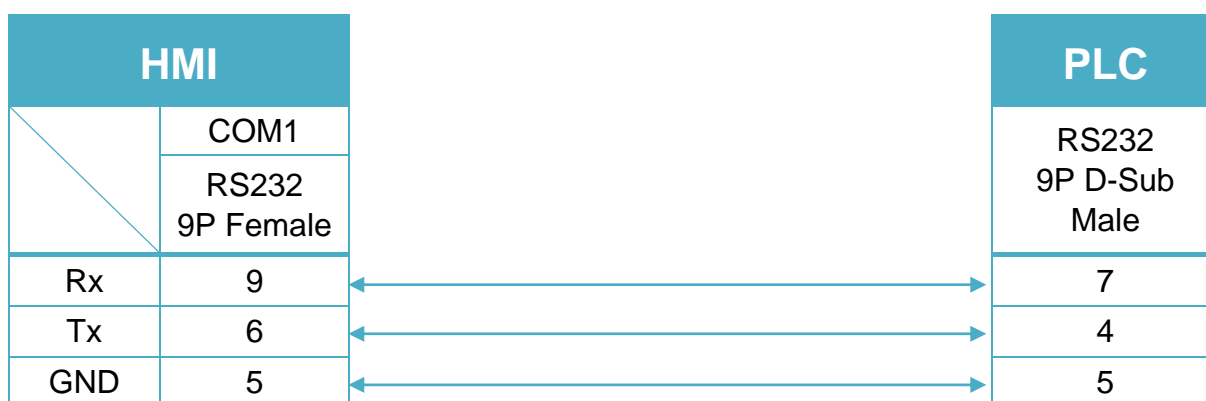 HMI
PLC
COM1
RS232
9P Female
RS232
9P D-Sub
Male
Rx 9 7
Tx 6 4
GND 5 5